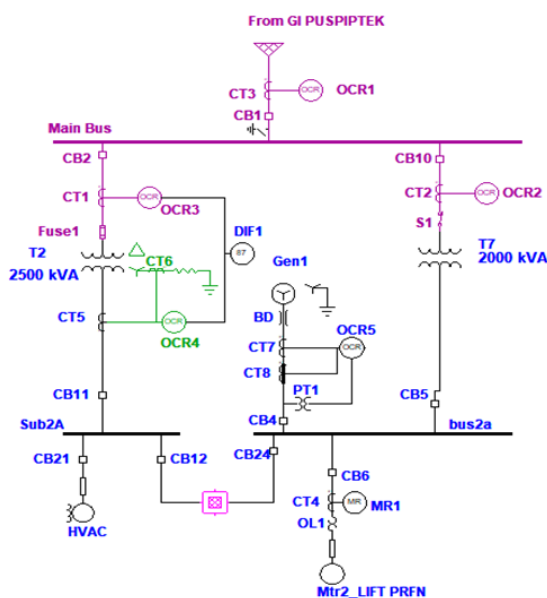 From GI PUSPIPTEK
CT3
OCR
OCR1
CB1
Main Bus
CB2
CB10
CT1
OCR
OCR3
CT2
OCR
OCR2
Fuse1
S1
DIF1
87
T2
2500 kVA
CT6
Gen1
T7
2000 kVA
CT5
OCR
OCR4
BD
OCR5
CT7
OCR
CT8
PT1
CB11
CB5
CB4
Sub2A
bus2a
CB21
CB12
CB24
CB6
CT4
MR
MR1
OL1
HVAC
Mtr2_LIFT PRFN